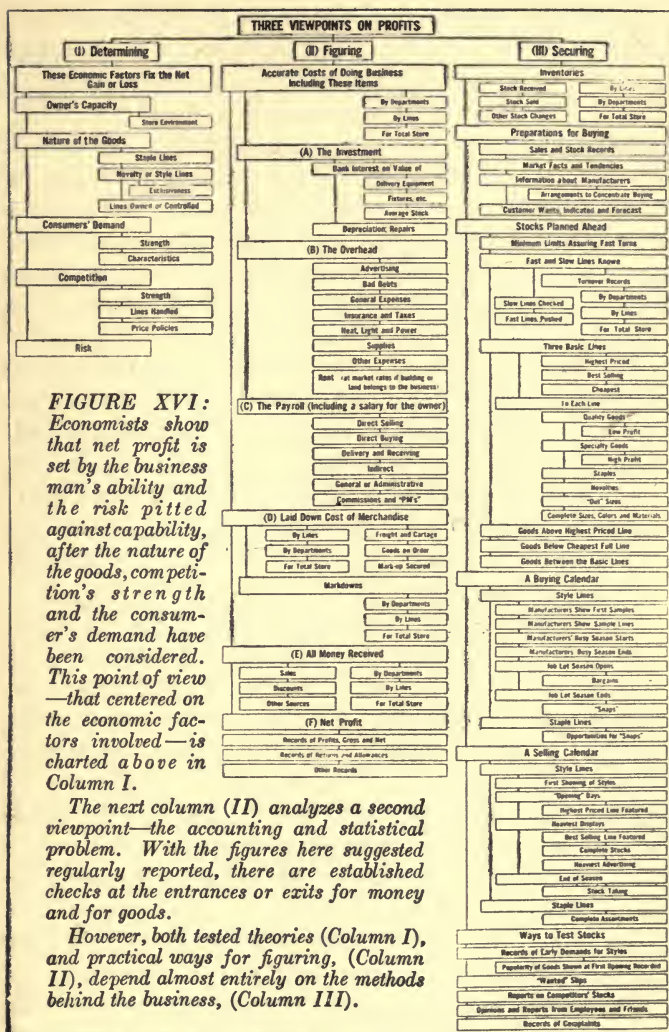 THREE VIEWPOINTS ON PROFITS
(I) Determining
These Economic Factors Fix the Net
Gain or Loss
Owner's Capacity
Store Environment
Nature of the Goods
Staple Lines
Novelty or Style Lines
Exclusiveness
Lines Owned or Controlled
Consumers' Demand
Strength
Characteristics
Competition
Strength
Lines Handled
Price Policies
Risk
(II) Figuring
Accurate Costs of Doing Business
Including These Items
By Departments
By Lines
For Total Store
(A) The Investment
Bank Interest on Value of
Delivery Equipment
Fixtures, etc.
Average Stock
Depreciation; Repairs
(B) The Overhead
Advertising
Bad Debts
General Expenses
Insurance and Taxes
Heat, Light and Power
Supplies
Other Expenses
Rent (at market rates if building or
land belongs to the business)
(C) The Payroll (Including a salary for the owner)
Direct Selling
Direct Buying
Delivery and Receiving
Indirect
General or Administrative
Commissions and "PM's"
(D) Laid Down Cost of Merchandise
By Lines
Freight and Cartage
By Departments
Goods on Order
For Total Store
Mark-up Secured
Markdowns
By Departments
By Lines
For Total Store
(E) All Money Received
Sales
By Departments
Discounts
By Lines
Other Sources
For Total Store
(F) Net Profit
Records of Profits, Gross and Net
Records of Returns and Allowances
Other Records
(III) Securing
Inventories
Stock Received
By Lines
Stock Sold
By Departments
Other Stock Changes
For Total Store
Preparations for Buying
Sales and Stock Records
Market Facts and Tendencies
Information about Manufacturers
Arrangements to Concentrate Buying
Customer Wants, Indicated and Forecast
Stocks Planned Ahead
Minimum Limits Assuring Fast Turns
Fast and Slow Lines Known
Turnover Records
Slow Lines Checked
By Departments
Fast Lines Pushed
By Lines
For Total Store
Three Basic Lines
Highest Priced
Best Selling
Cheapest
In Each Line
Quality Goods
Low Profit
Specialty Goods
High Profit
Staples
Novelties
"Out" Sizes
Complete Sizes, Colors and Materials
Goods Above Highest Priced Line
Goods Below Cheapest Full Line
Goods Between the Basic Lines
A Buying Calendar
Style Lines
Manufacturers Show First Samples
Manufacturers Show Sample Lines
Manufacturers' Busy Season Starts
Manufacturers Busy Season Ends
Job Lot Season Opens
Bargains
Job Lot Season Ends
"Snaps"
Staple Lines
Opportunities for "Snaps"
A Selling Calendar
Style Lines
First Showing of Styles
"Opening" Days
Highest Priced Line Featured
Heaviest Displays
Best Selling Line Featured
Complete Stocks
Heaviest Advertising
End of Season
Stock Taking
Staple Lines
Complete Assortments
Ways to Test Stocks
Records of Early Demands for Styles
Popularity of Goods Shown at First Opening Recorded
"Wanted" Slips
Reports on Competitors' Stocks
Opinions and Reports from Employees and Friends
Records of Complaints
FIGURE XVI:
Economists show
that net profit is
set by the business
man's ability and
the risk pitted
against capability,
after the nature of
the goods, competi-
tion's strength
and the consum-
er's demand have
been considered.
This point of view
—that centered on
the economic fac-
tors involved—is
charted above in
Column I.
The next column (II) analyzes a second
viewpoint—the accounting and statistical
problem. With the figures here suggested
regularly reported, there are established
checks at the entrances or exits for money
and for goods.
However, both tested theories (Column I),
and practical ways for figuring, (Column
II), depend almost entirely on the methods
behind the business, (Column III).